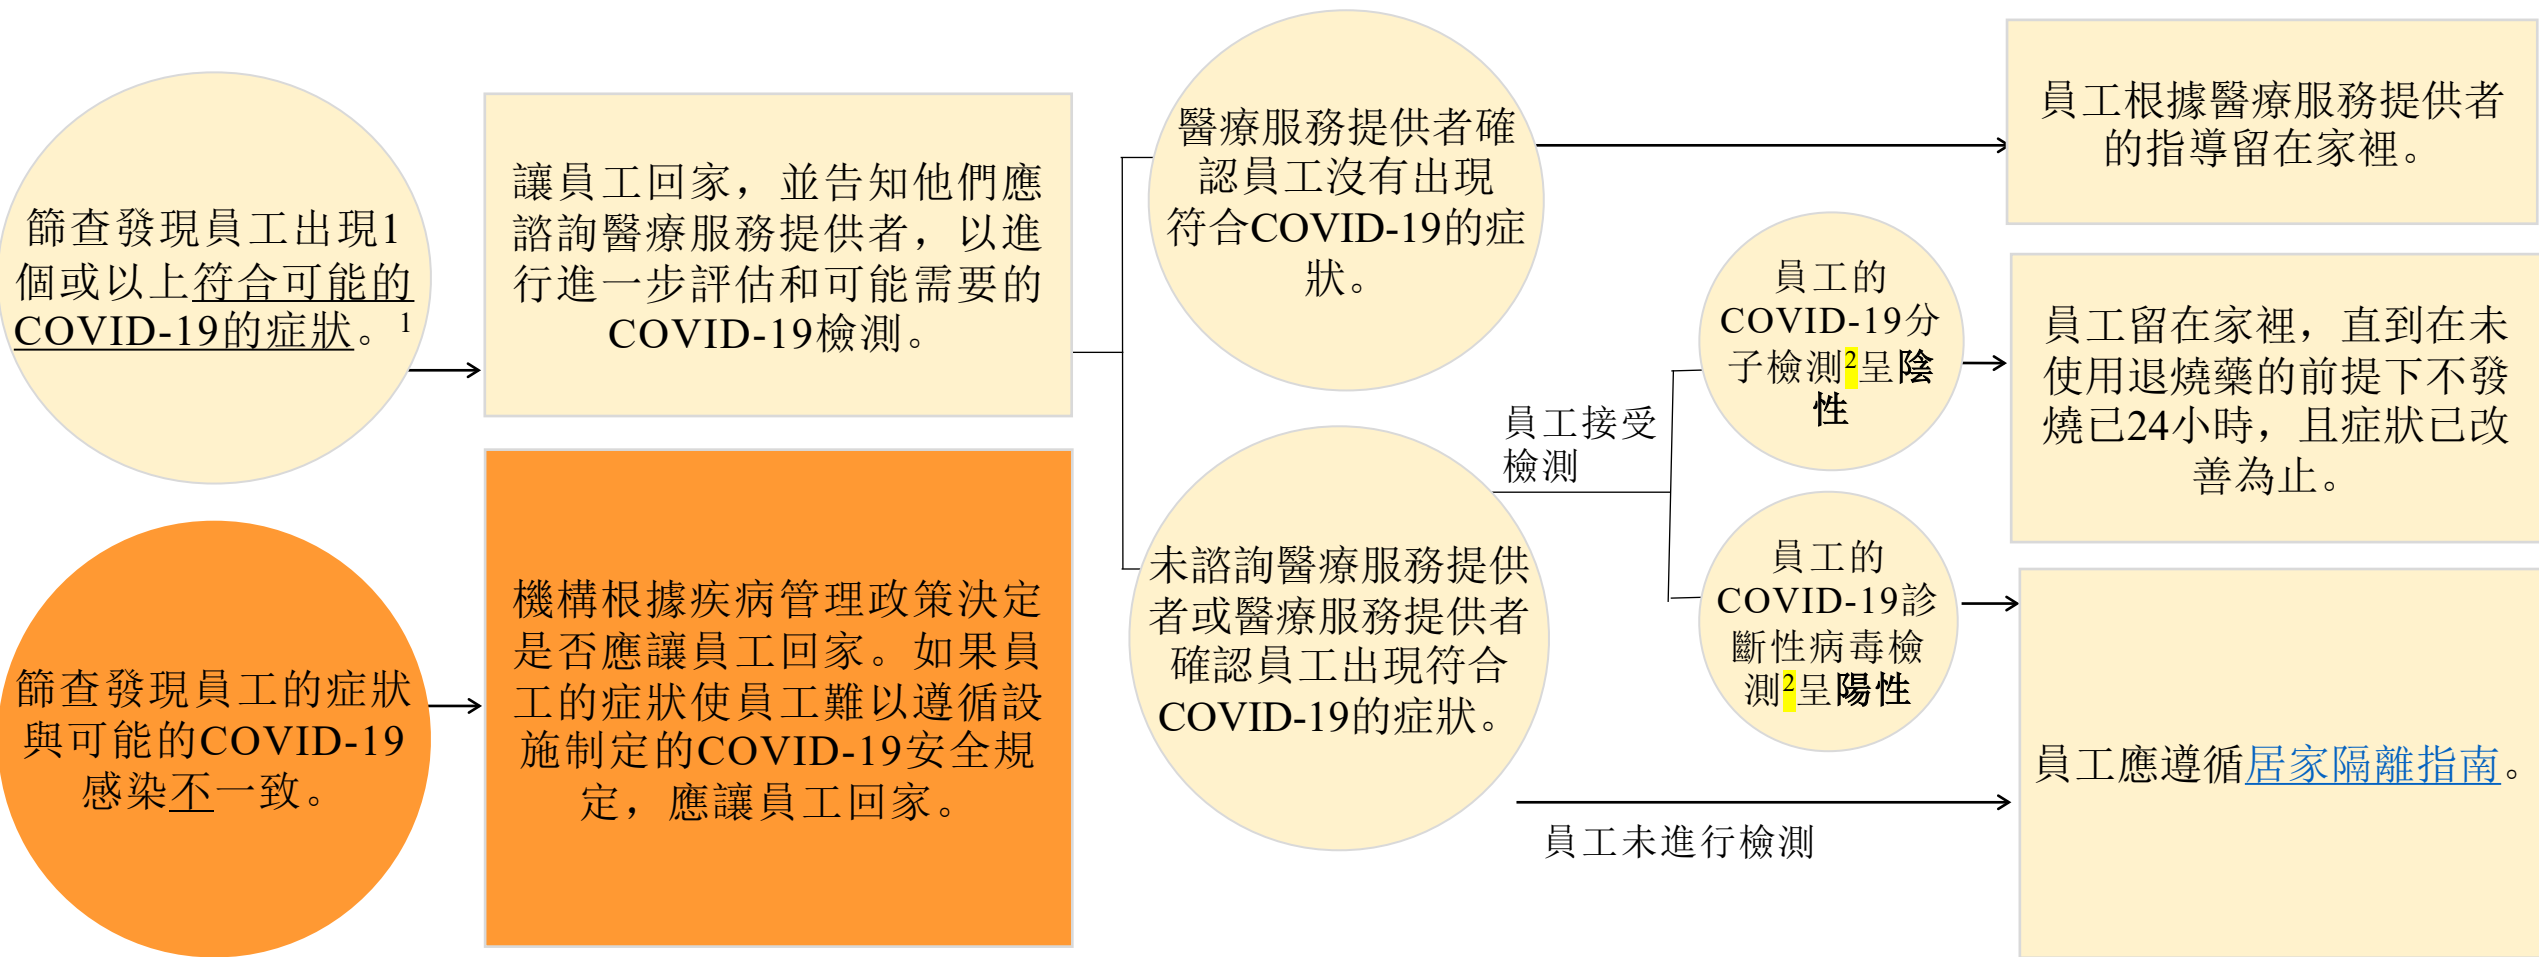 篩查發現員工出現1
個或以上符合可能的
COVID-19的症狀。1
讓員工回家，並告知他們應
諮詢醫療服務提供者，以進
行進一步評估和可能需要的
COVID-19檢測。
醫療服務提供者確
認員工沒有出現
符合COVID-19的症
狀。
員工根據醫療服務提供者
的指導留在家裡。
未諮詢醫療服務提供
者或醫療服務提供者
確認員工出現符合
COVID-19的症狀。
員工接受
檢測
員工的
COVID-19分
子檢測2呈陰
性
員工留在家裡，直到在未
使用退燒藥的前提下不發
燒已24小時，且症狀已改
善為止。
員工的
COVID-19診
斷性病毒檢
測2呈陽性
員工應遵循居家隔離指南。
員工未進行檢測
篩查發現員工的症狀
與可能的COVID-19
感染不一致。
機構根據疾病管理政策決定
是否應讓員工回家。如果員
工的症狀使員工難以遵循設
施制定的COVID-19安全規
定，應讓員工回家。